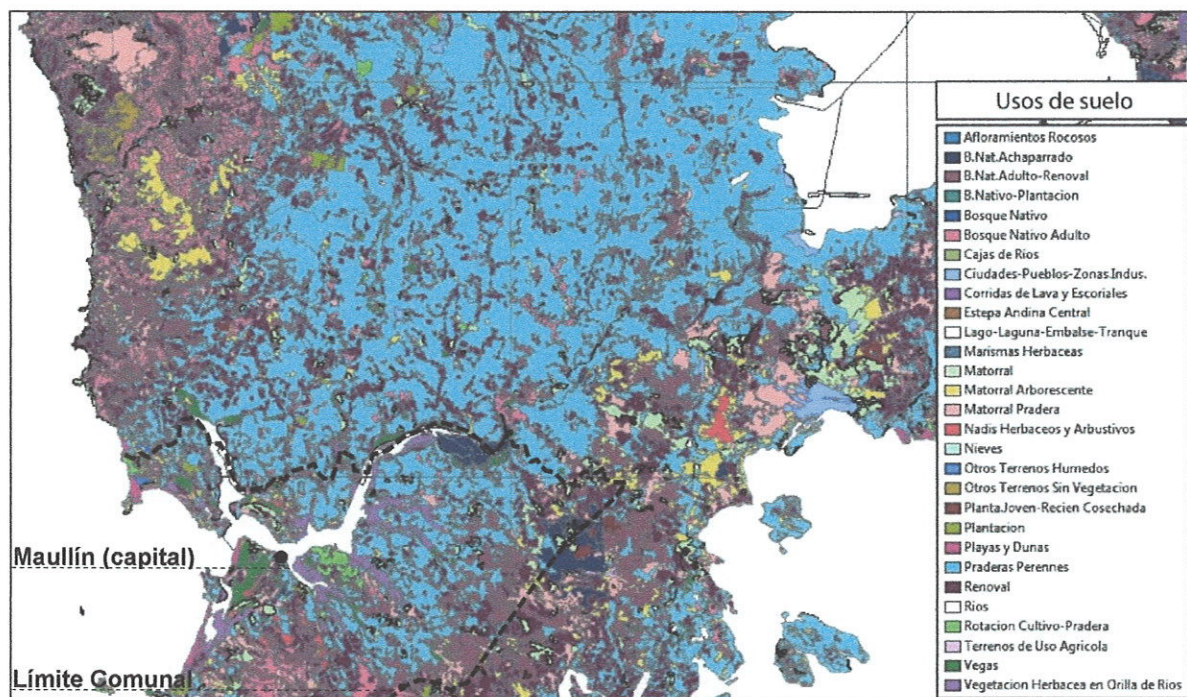 Usos de suelo
Afloramientos Rocosos
B.Nat.Achaparrado
B.Nat.Adulto-Renoval
B.Nativo-Plantacion
Bosque Nativo
Bosque Nativo Adulto
Cajas de Rios
Ciudades-Pueblos-Zonas.Indus.
Corridas de Lava y Escoriales
Estepa Andina Central
Lago-Laguna-Embalse-Tranque
Marismas Herbaceas
Matorral
Matorral Arborescente
Matorral Pradera
Nadis Herbaceos y Arbustivos
Nieves
Otros Terrenos Humedos
Otros Terrenos Sin Vegetacion
Planta.Joven-Recien Cosechada
Plantacion
Playas y Dunas
Praderas Perennes
Renoval
Rios
Rotacion Cultivo-Pradera
Terrenos de Uso Agricola
Vegas
Vegetacion Herbacea en Orilla de Rios
Maullín (capital)
Límite Gomunal